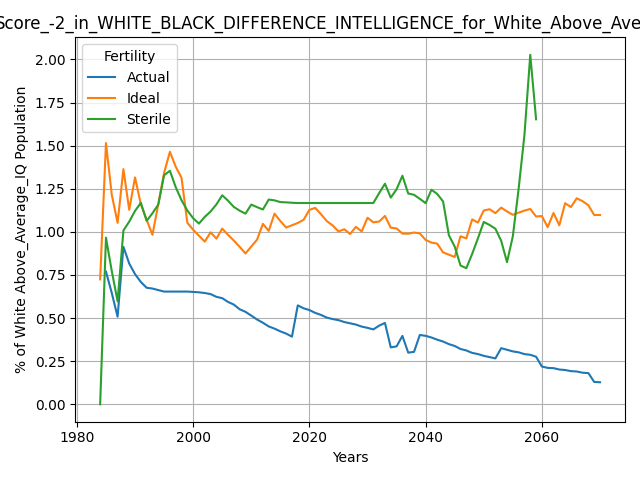 Score_-2_in_WHITE_BLACK_DIFFERENCE_INTELLIGENCE_for_White_Above_Ave
Fertility
Actual
Ideal
Sterile
% of White Above_Average_IQ Population
2.00
1.75
1.50
1.25
1.00
0.75
0.50
0.25
0.00
1980
2000
2020
2040
2060
Years